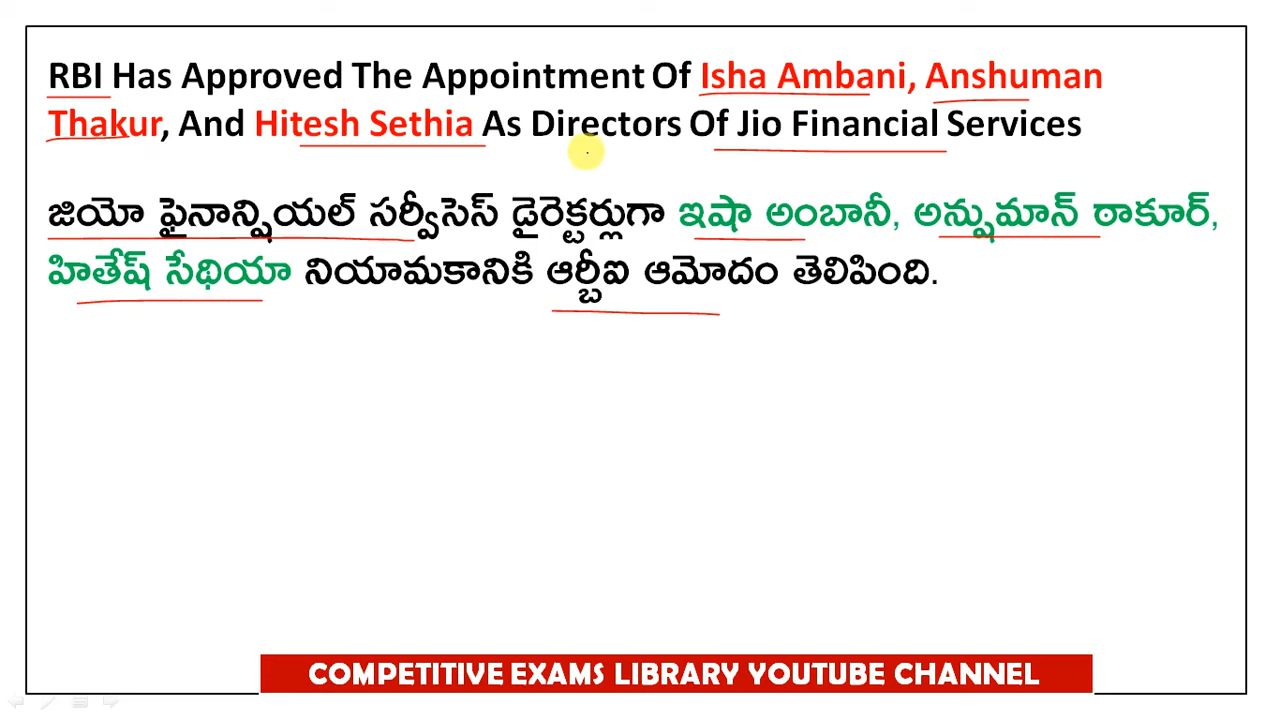 RBI Has Approved The Appointment Of Isha Ambani, Anshuman
Thakur, And Hitesh Sethia As Directors Of Jio Financial Services
జియో ఫైనాన్షియల్ సర్వీసెస్ డైరెక్టర్లుగా ఇషా అంబానీ, అన్షుమాన్ ఠాకూర్,
హితేష్ సేథియా నియామకానికి ఆర్బీఐ ఆమోదం తెలిపింది.
COMPETITIVE EXAMS LIBRARY YOUTUBE CHANNEL